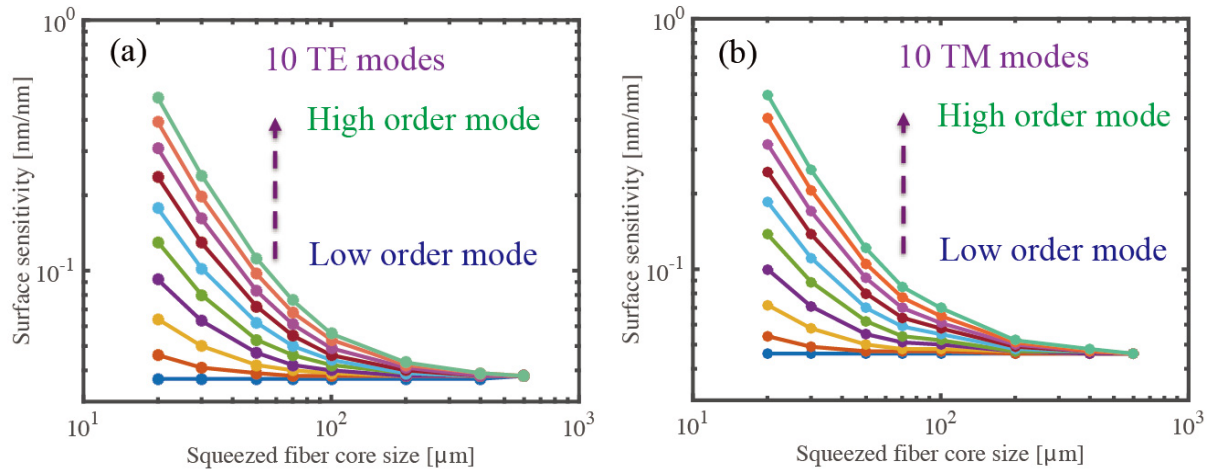 (a)
10 TE modes
High order mode
Low order mode
Surface sensitivity [nm/nm]
10⁰
10⁻¹
10¹
10²
10³
Squeezed fiber core size [μm]
(b)
10 TM modes
High order mode
Low order mode
Surface sensitivity [nm/nm]
10⁰
10⁻¹
10¹
10²
10³
Squeezed fiber core size [μm]